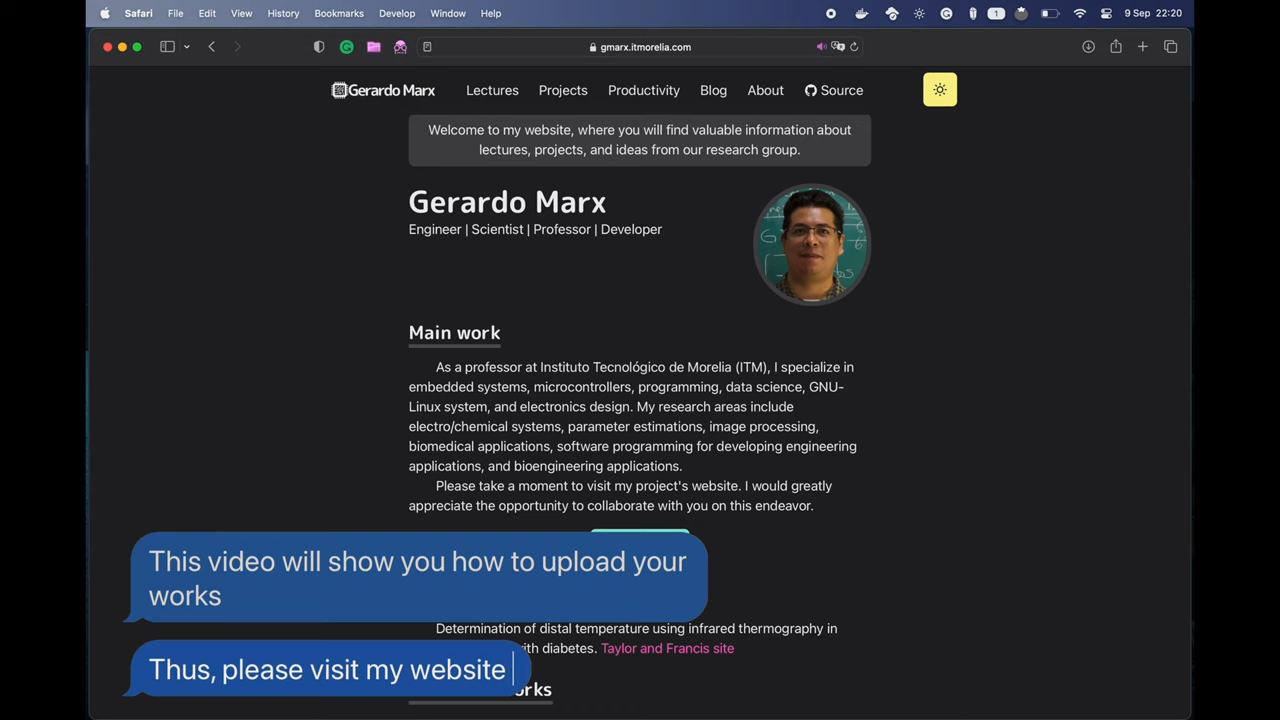 Safari File Edit View History Bookmarks Develop Window Help 1 9 Sep 22:20
gmarx.itmorelia.com
Gerardo Marx Lectures Projects Productivity Blog About Source
Welcome to my website, where you will find valuable information about
lectures, projects, and ideas from our research group.
Gerardo Marx
Engineer | Scientist | Professor | Developer
Main work
As a professor at Instituto Tecnológico de Morelia (ITM), I specialize in
embedded systems, microcontrollers, programming, data science, GNU-
Linux system, and electronics design. My research areas include
electro/chemical systems, parameter estimations, image processing,
biomedical applications, software programming for developing engineering
applications, and bioengineering applications.
Please take a moment to visit my project's website. I would greatly
appreciate the opportunity to collaborate with you on this endeavor.
This video will show you how to upload your
works
Determination of distal temperature using infrared thermography in
with diabetes. Taylor and Francis site
Thus, please visit my website